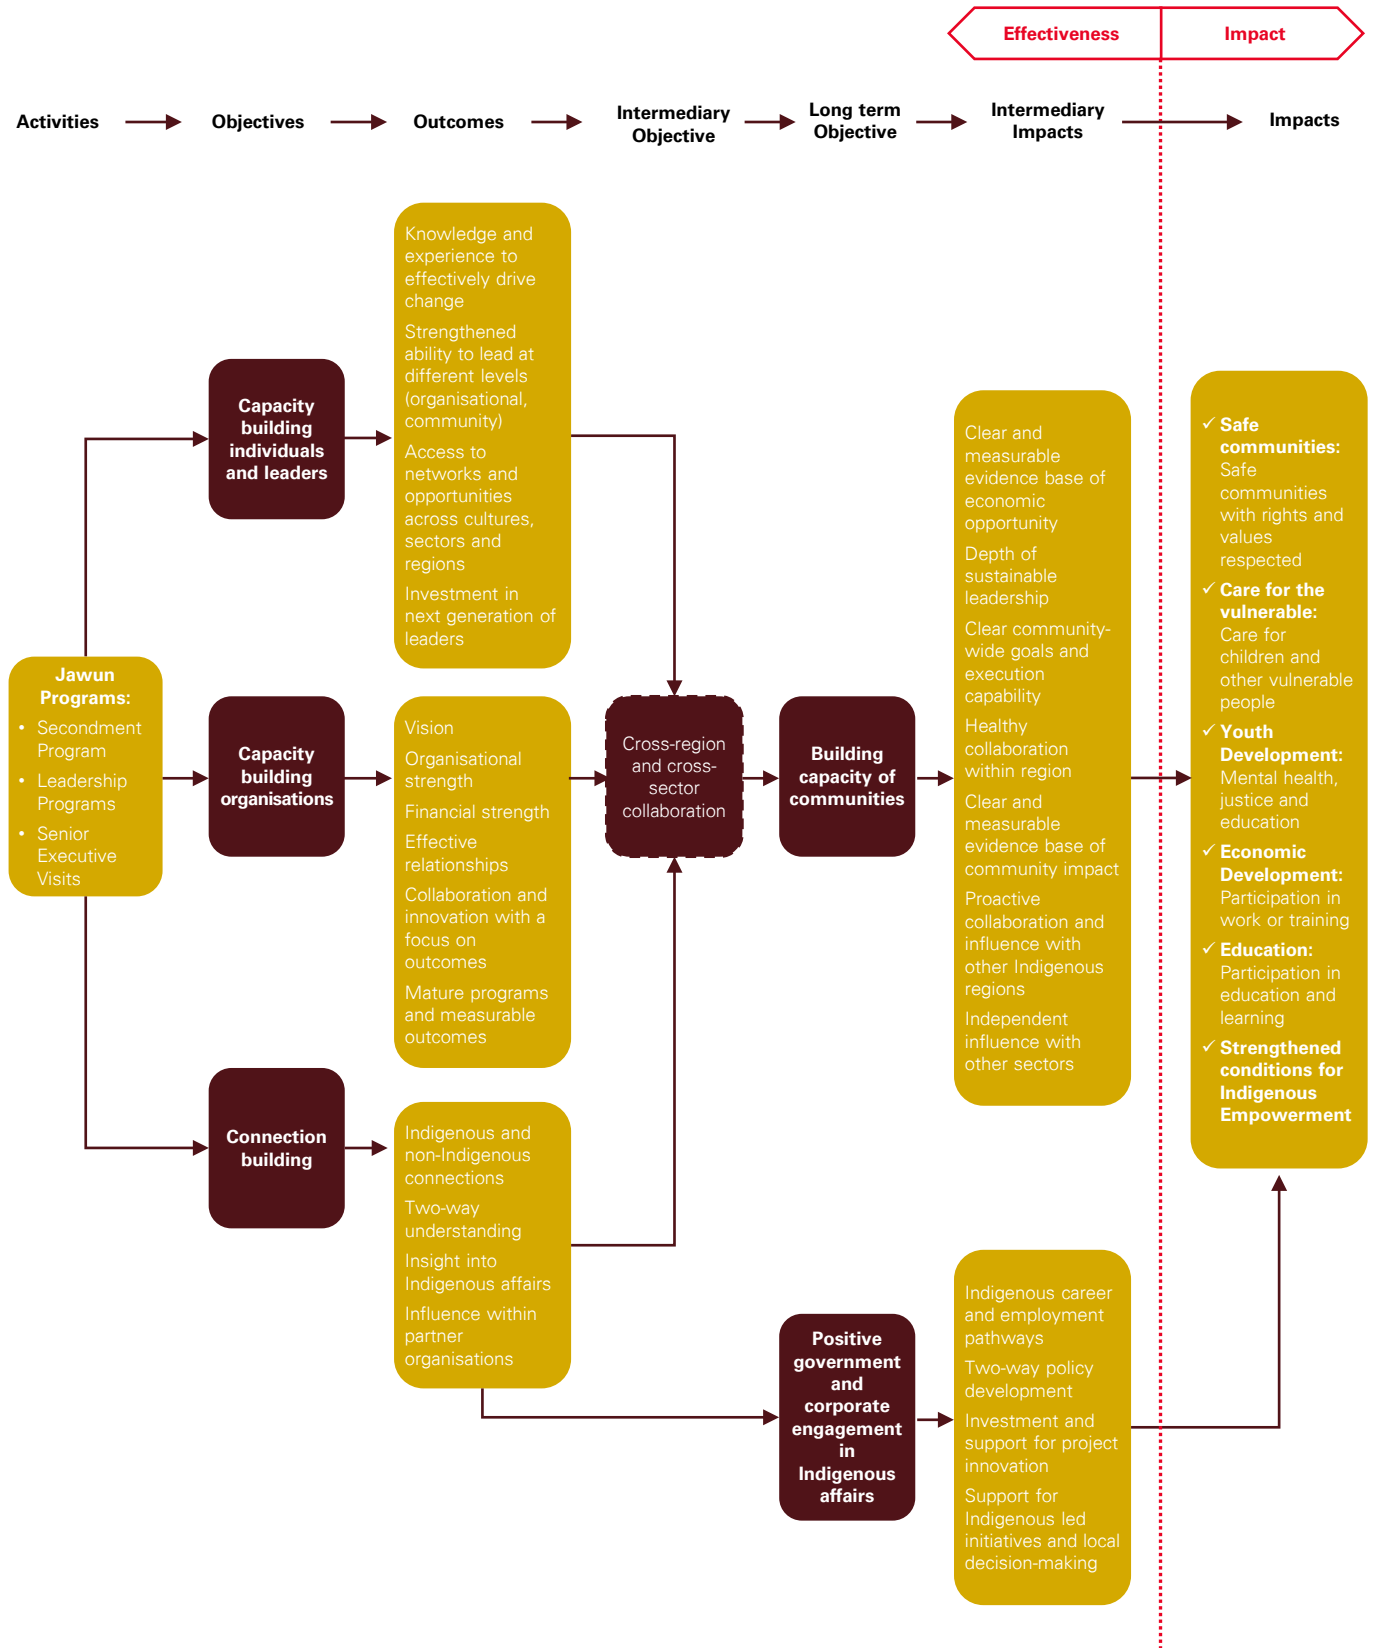 Effectiveness
Impact
Activities
Objectives
Outcomes
Intermediary
Objective
Long term
Objective
Intermediary
Impacts
Impacts
Jawun
Programs:
• Secondment
Program
• Leadership
Programs
• Senior
Executive
Visits
Capacity
building
individuals
and leaders
Capacity
building
organisations
Connection
building
Knowledge and
experience to
effectively drive
change
Strengthened
ability to lead at
different levels
(organisational,
community)
Access to
networks and
opportunities
across cultures,
sectors and
regions
Investment in
next generation of
leaders
Vision
Organisational
strength
Financial strength
Effective
relationships
Collaboration and
innovation with a
focus on
outcomes
Mature programs
and measurable
outcomes
Indigenous and
non-Indigenous
connections
Two-way
understanding
Insight into
Indigenous affairs
Influence within
partner
organisations
Cross-region
and cross-
sector
collaboration
Building
capacity of
communities
Positive
government
and
corporate
engagement
in
Indigenous
affairs
Clear and
measurable
evidence base of
economic
opportunity
Depth of
sustainable
leadership
Clear community-
wide goals and
execution
capability
Healthy
collaboration
within region
Clear and
measurable
evidence base of
community impact
Proactive
collaboration and
influence with
other Indigenous
regions
Independent
influence with
other sectors
Indigenous career
and employment
pathways
Two-way policy
development
Investment and
support for project
innovation
Support for
Indigenous led
initiatives and local
decision-making
✓ Safe
communities:
Safe
communities
with rights and
values
respected
✓ Care for the
vulnerable:
Care for
children and
other vulnerable
people
✓ Youth
Development:
Mental health,
justice and
education
✓ Economic
Development:
Participation in
work or training
✓ Education:
Participation in
education and
learning
✓ Strengthened
conditions for
Indigenous
Empowerment